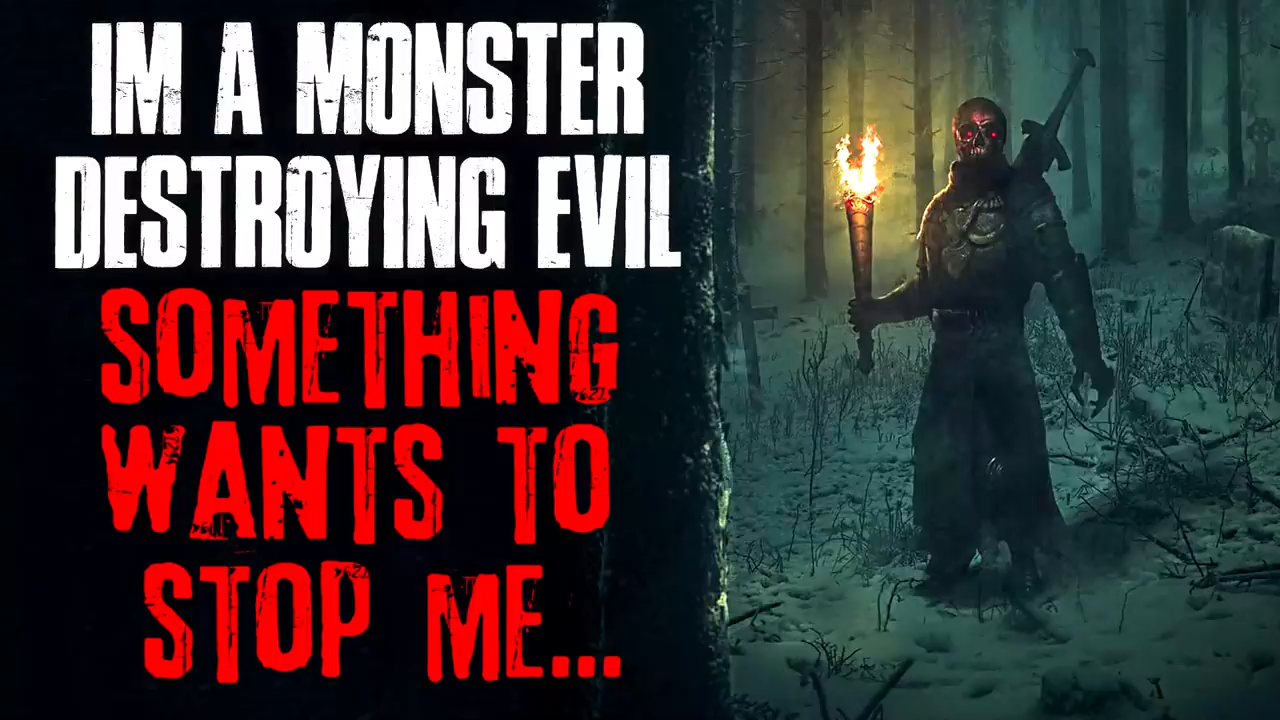 IM A MONSTER
DESTROYING EVIL
SOMETHING
WANTS TO
STOP ME...